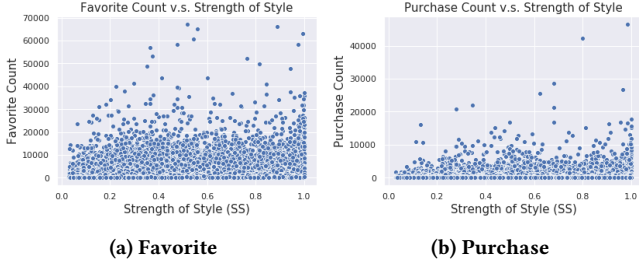 Favorite Count v.s. Strength of Style
70000
60000
50000
40000
30000
20000
10000
0
Favorite Count
0.0 0.2 0.4 0.6 0.8 1.0
Strength of Style (SS)
(a) Favorite
Purchase Count v.s. Strength of Style
40000
30000
20000
10000
0
Purchase Count
0.0 0.2 0.4 0.6 0.8 1.0
Strength of Style (SS)
(b) Purchase